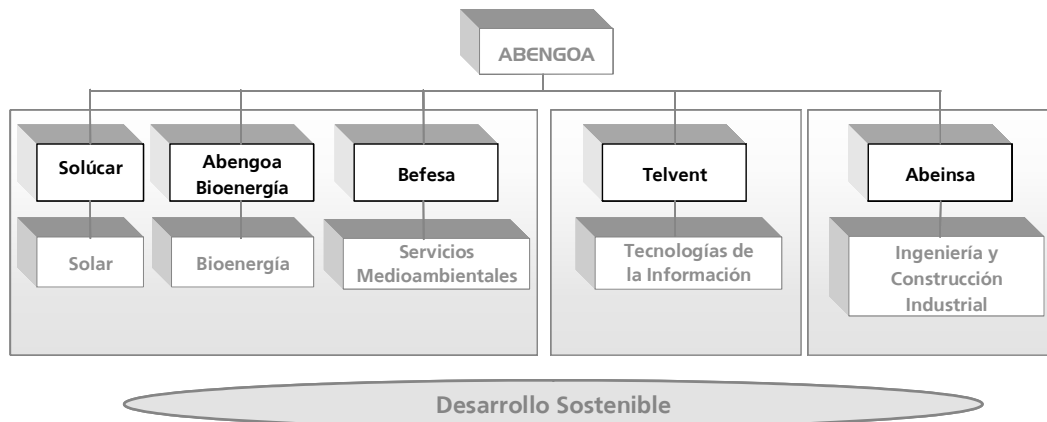 ABENGOA
Solúcar
Abengoa
Bioenergía
Befesa
Telvent
Abeinsa
Solar
Bioenergía
Servicios
Medioambientales
Tecnologías de
la Información
Ingeniería y
Construcción
Industrial
Desarrollo Sostenible